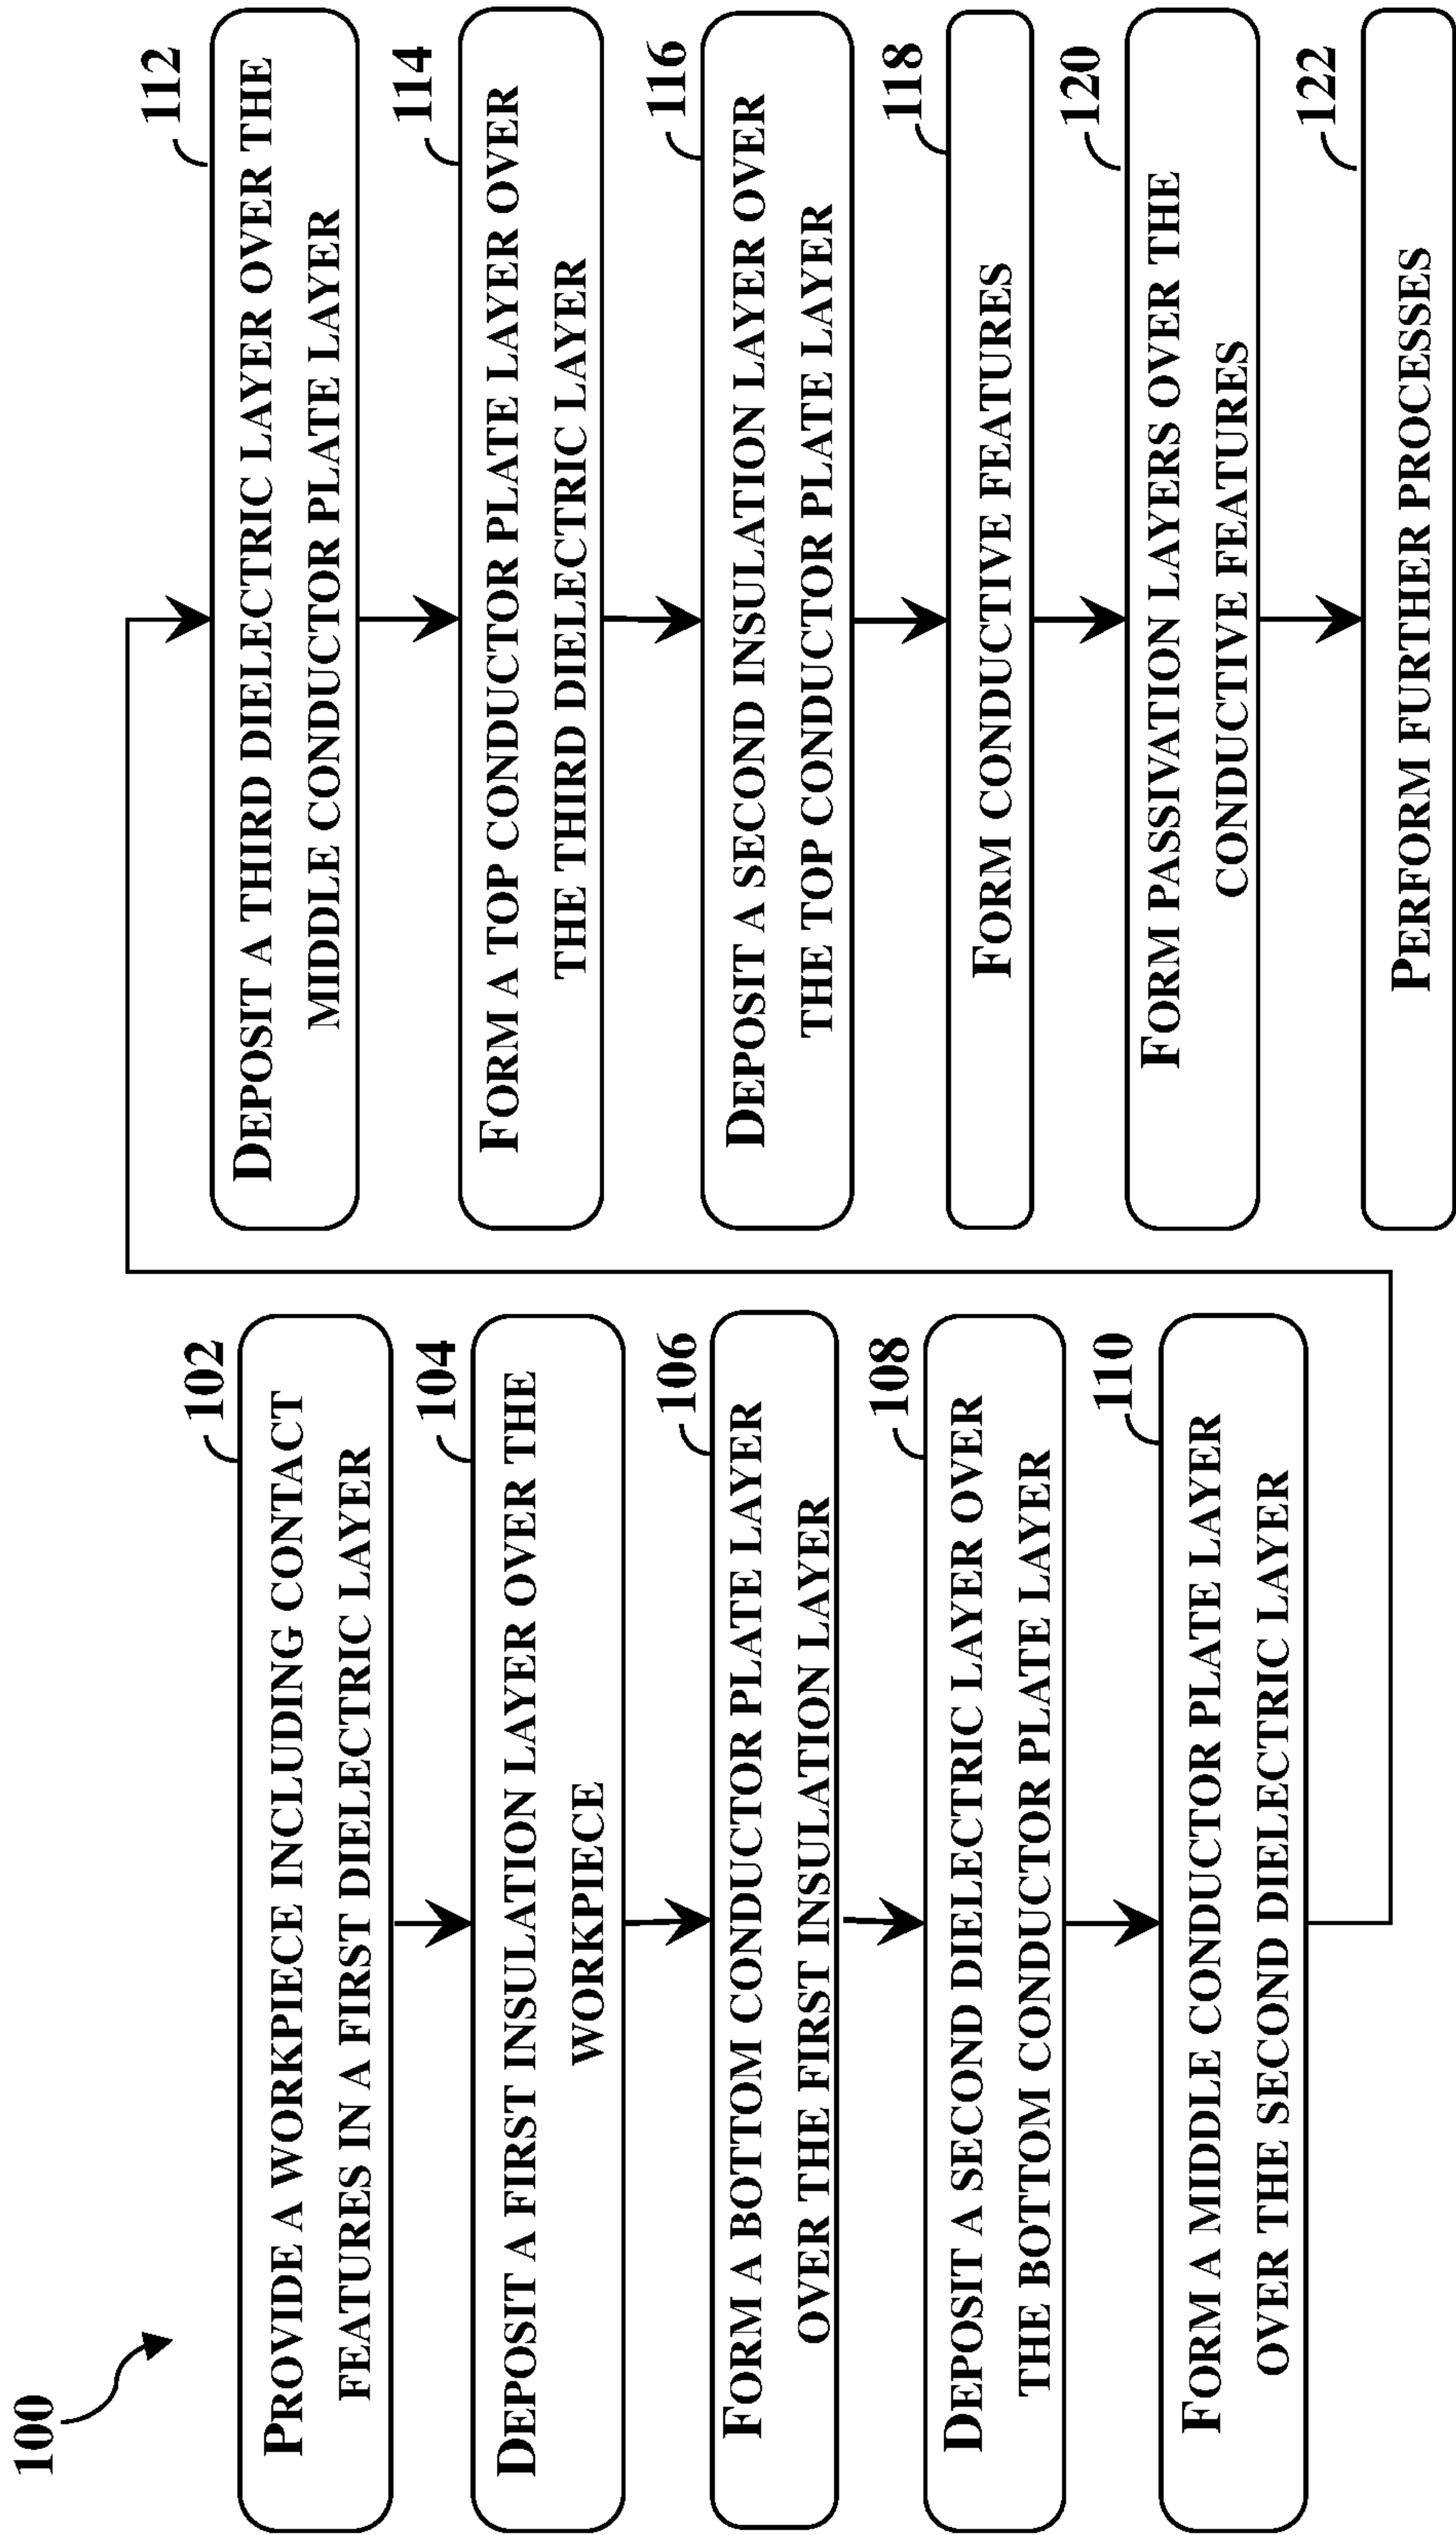 100
102
PROVIDE A WORKPIECE INCLUDING CONTACT
FEATURES IN A FIRST DIELECTRIC LAYER
104
DEPOSIT A FIRST INSULATION LAYER OVER THE
WORKPIECE
106
FORM A BOTTOM CONDUCTOR PLATE LAYER
OVER THE FIRST INSULATION LAYER
108
DEPOSIT A SECOND DIELECTRIC LAYER OVER
THE BOTTOM CONDUCTOR PLATE LAYER
110
FORM A MIDDLE CONDUCTOR PLATE LAYER
OVER THE SECOND DIELECTRIC LAYER
112
DEPOSIT A THIRD DIELECTRIC LAYER OVER THE
MIDDLE CONDUCTOR PLATE LAYER
114
FORM A TOP CONDUCTOR PLATE LAYER OVER
THE THIRD DIELECTRIC LAYER
116
DEPOSIT A SECOND INSULATION LAYER OVER
THE TOP CONDUCTOR PLATE LAYER
118
FORM CONDUCTIVE FEATURES
120
FORM PASSIVATION LAYERS OVER THE
CONDUCTIVE FEATURES
122
PERFORM FURTHER PROCESSES